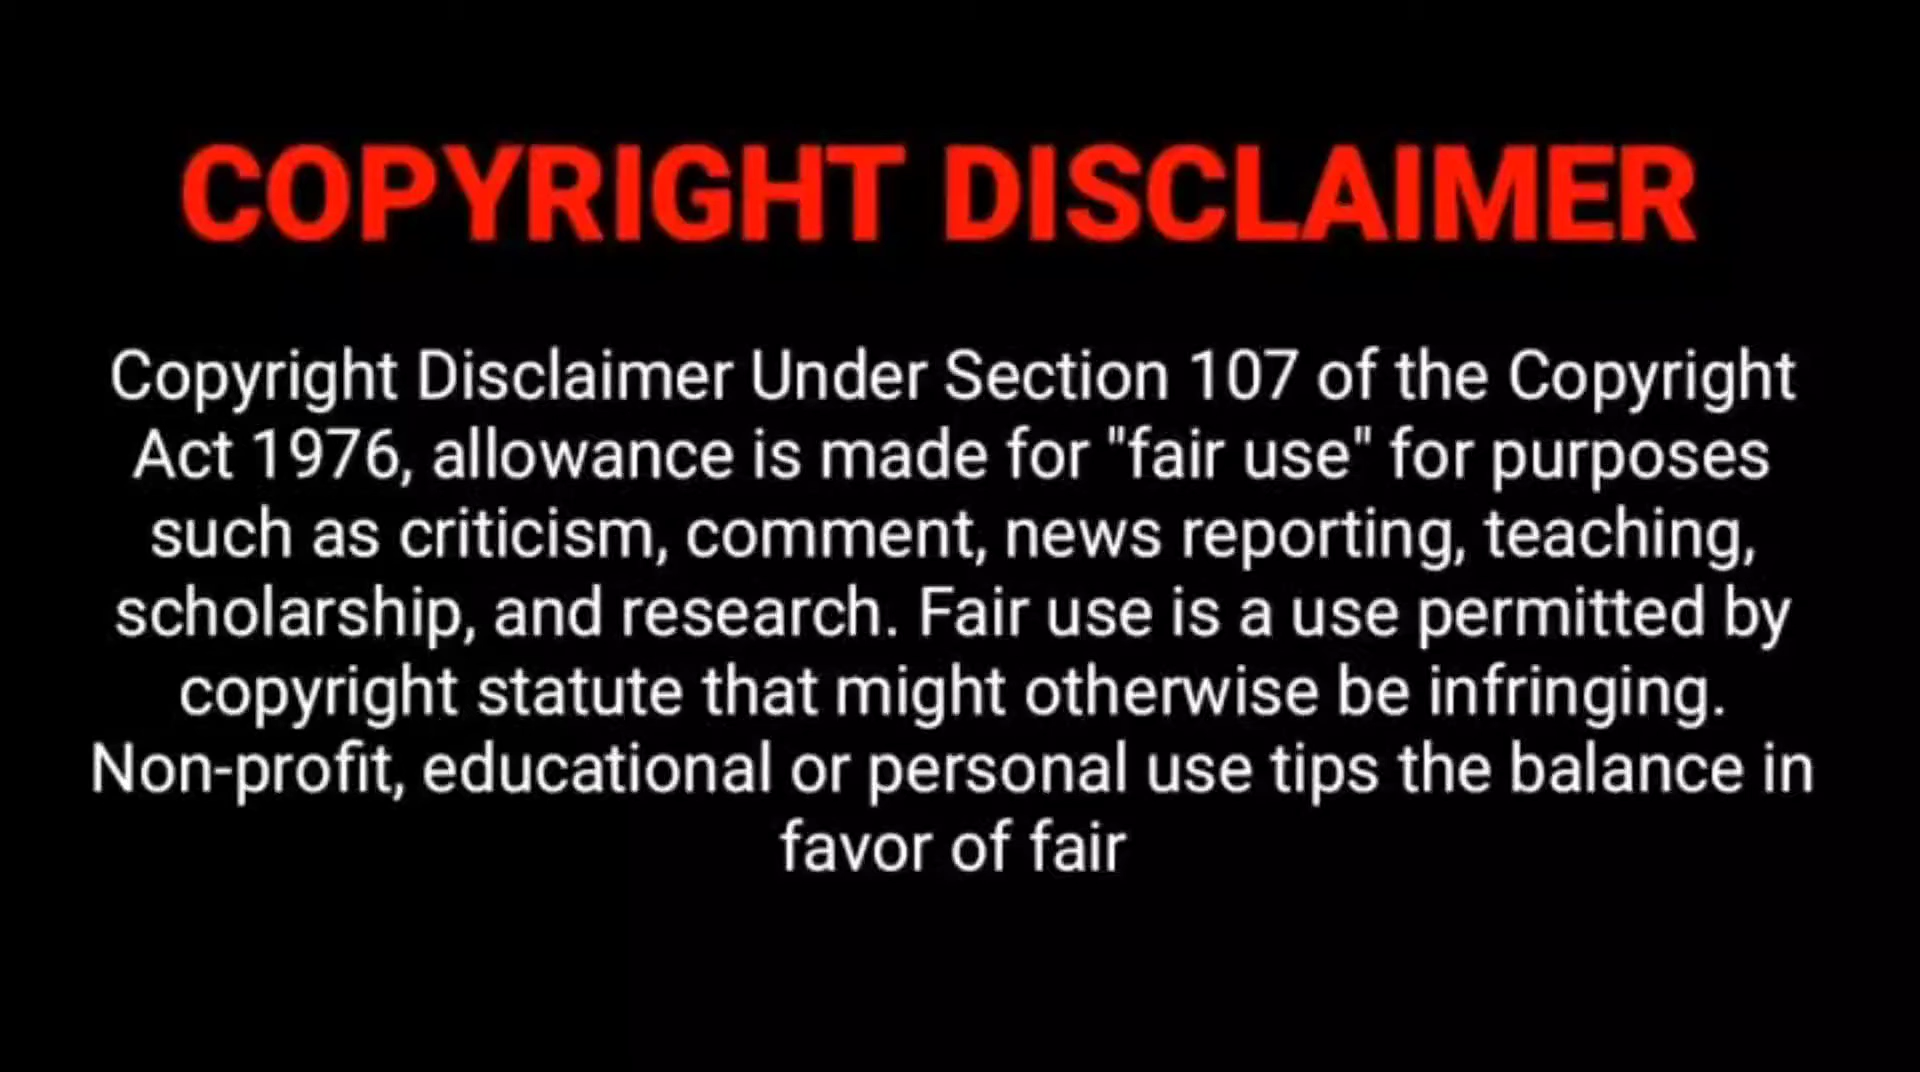 COPYRIGHT DISCLAIMER
Copyright Disclaimer Under Section 107 of the Copyright
Act 1976, allowance is made for "fair use" for purposes
such as criticism, comment, news reporting, teaching,
scholarship, and research. Fair use is a use permitted by
copyright statute that might otherwise be infringing.
Non-profit, educational or personal use tips the balance in
favor of fair